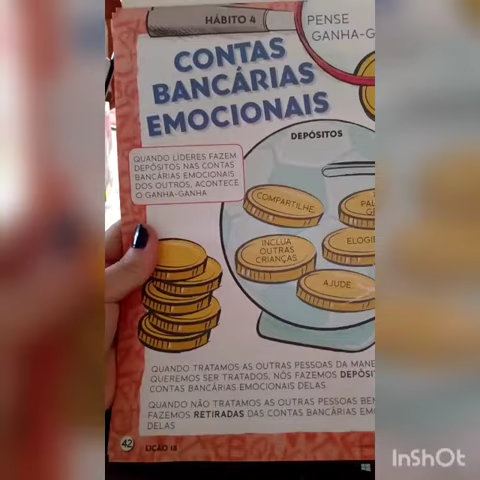 HÁBITO 4
PENSE
GANHA-G
CONTAS
BANCÁRIAS
EMOCIONAIS
DEPÓSITOS
QUANDO LÍDERES FAZEM
DEPÓSITOS NAS CONTAS
BANCÁRIAS EMOCIONAIS
DOS OUTROS, ACONTECE
O GANHA-GANHA
COMPARTILHE
INCLUA
OUTRAS
CRIANÇAS
ELOGI
AJUDE
QUANDO TRATAMOS AS OUTRAS PESSOAS DA MANE
QUEREMOS SER TRATADOS, NÓS FAZEMOS DEPÓSIT
CONTAS BANCÁRIAS EMOCIONAIS DELAS
QUANDO NÃO TRATAMOS AS OUTRAS PESSOAS BE
FAZEMOS RETIRADAS DAS CONTAS BANCÁRIAS EM
DELAS
42
LIÇÃO 18
InShOt